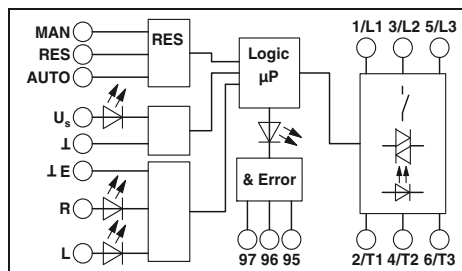 MAN
RES
AUTO
RES
Us
⊥
⊥ E
R
L
Logic
µP
& Error
97 96 95
1/L1 3/L2 5/L3
2/T1 4/T2 6/T3